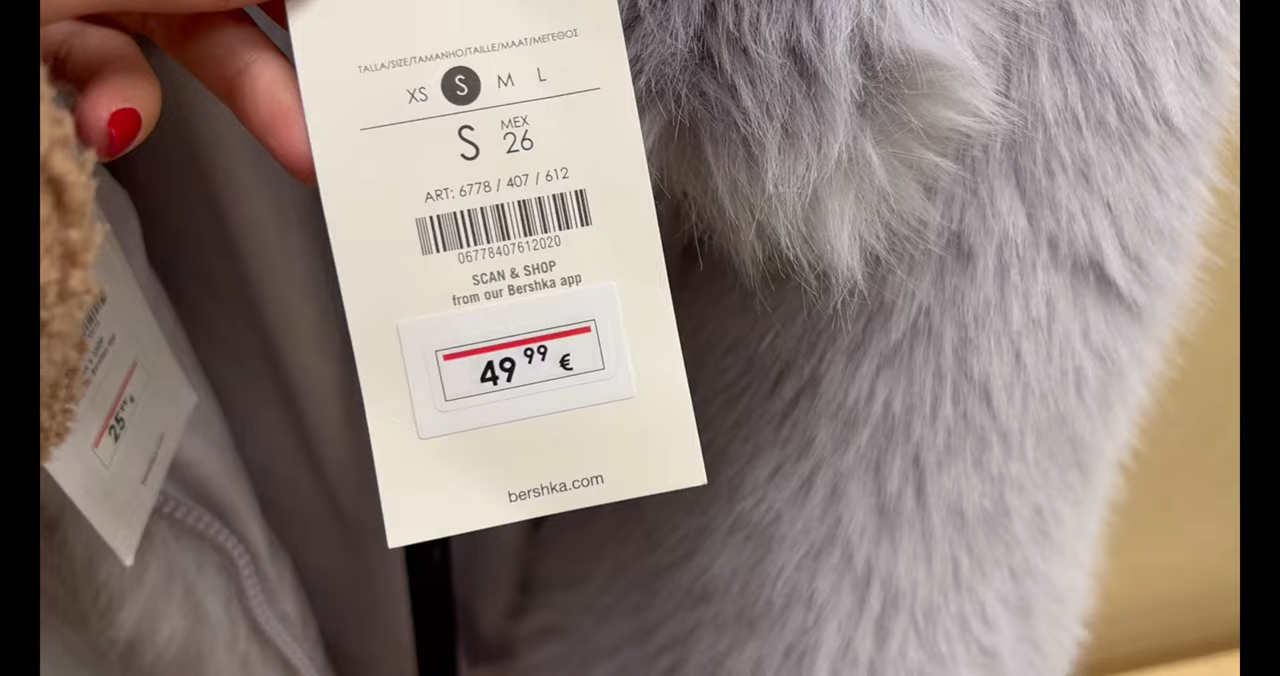 TALLA/SIZE/TAMANHO/TAILLE/MAAT/ΜΕΓΕΘΟΣ
XS S M L
S MEX 26
ART: 6778 / 407 / 612
06778407612020
SCAN & SHOP
from our Bershka app
49 99 €
bershka.com
25